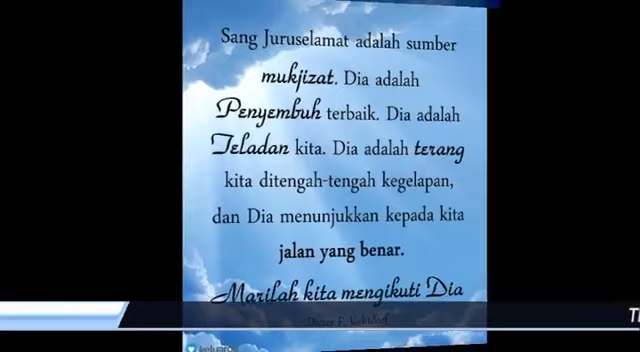 Sang Juruselamat adalah sumber
mukjizat. Dia adalah
Penyembuh terbaik. Dia adalah
Teladan kita. Dia adalah terang
kita ditengah-tengah kegelapan,
dan Dia menunjukkan kepada kita
jalan yang benar.
Marilah kita mengikuti Dia
Dieter F. Uchtdorf